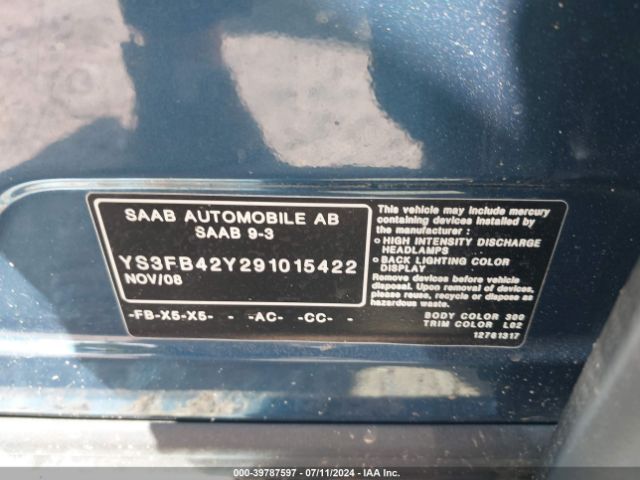 SAAB AUTOMOBILE AB
SAAB 9-3
YS3FB42Y291015422
NOV/08
-FB-X5-X5- - -AC- -CC- -
This vehicle may include mercury
containing devices installed by
the manufacturer :
o HIGH INTENSITY DISCHARGE
HEADLAMPS
o BACK LIGHTING COLOR
DISPLAY
Remove devices before vehicle
disposal. Upon removal of devices,
please reuse, recycle or dispose as
hazardous waste.
BODY COLOR 300
TRIM COLOR L02
12761317
000-39787597 - 07/11/2024 - IAA Inc.